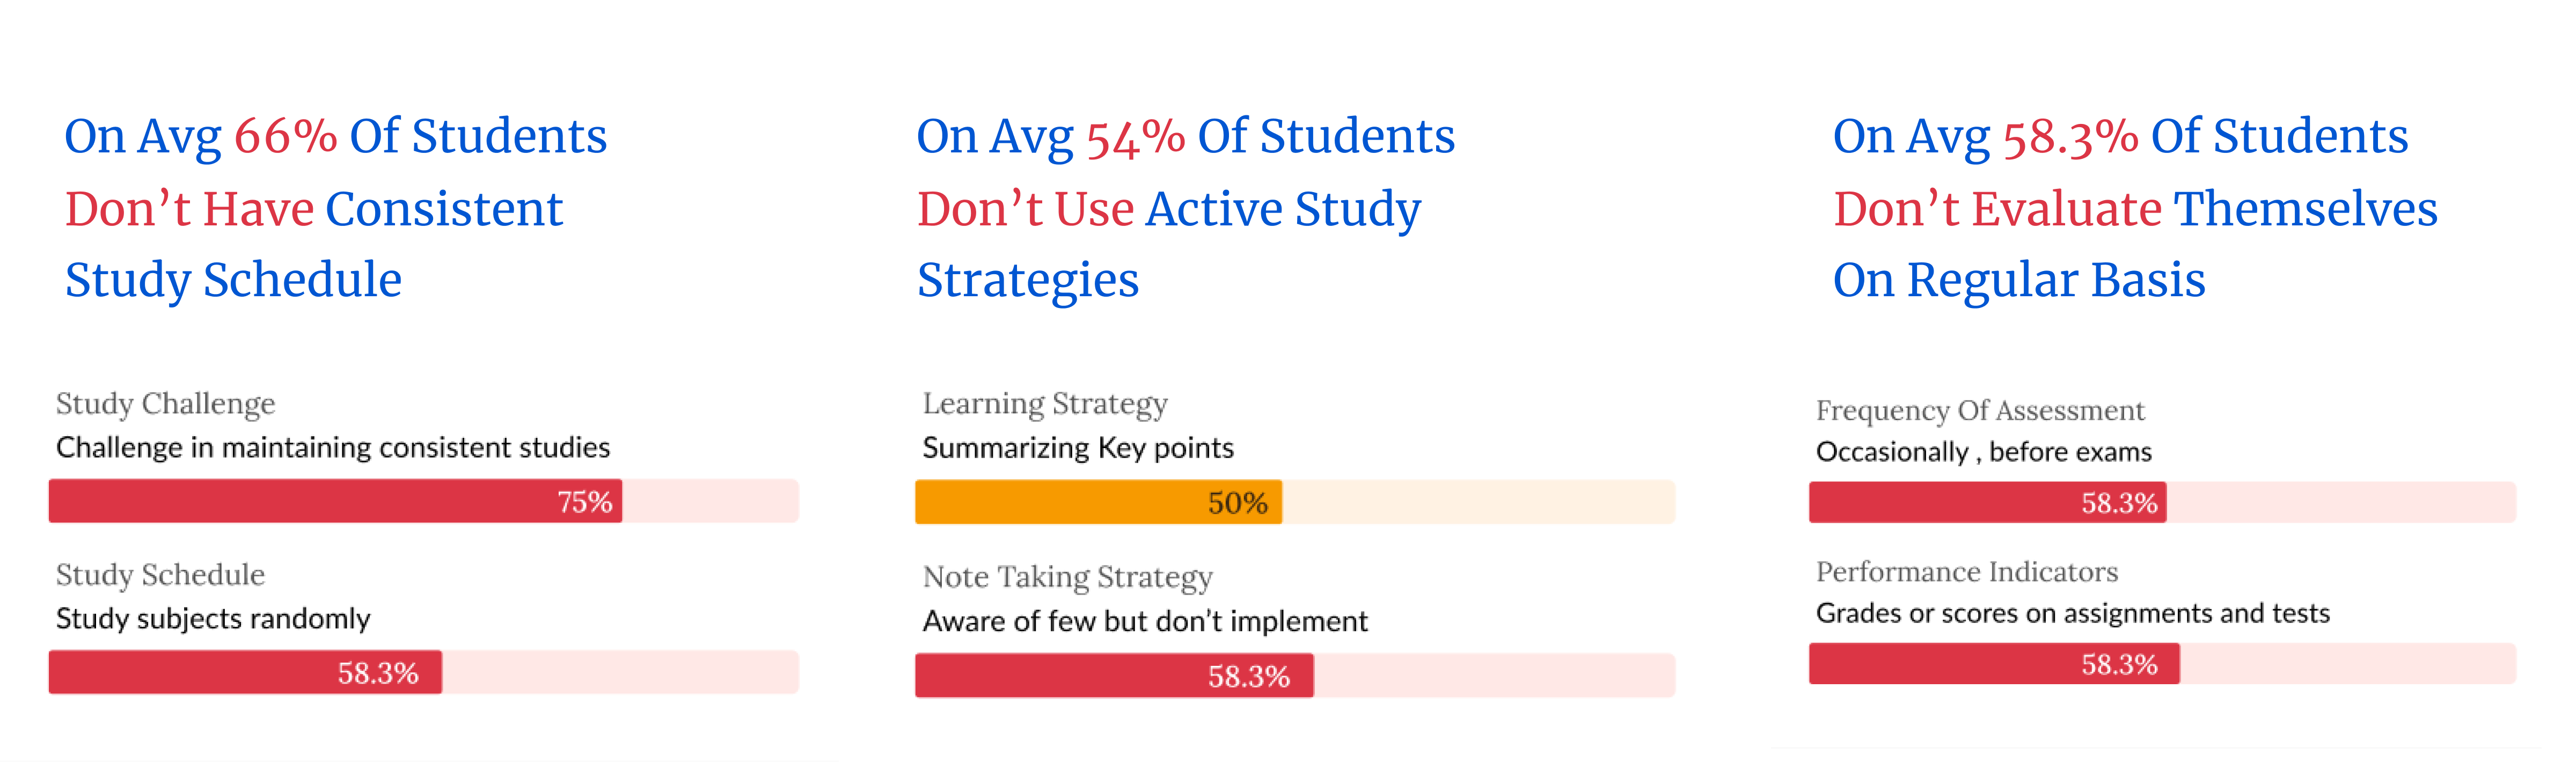 On Avg 66% Of Students
Don’t Have Consistent
Study Schedule
Study Challenge
Challenge in maintaining consistent studies
75%
Study Schedule
Study subjects randomly
58.3%
On Avg 54% Of Students
Don’t Use Active Study
Strategies
Learning Strategy
Summarizing Key points
50%
Note Taking Strategy
Aware of few but don’t implement
58.3%
On Avg 58.3% Of Students
Don’t Evaluate Themselves
On Regular Basis
Frequency Of Assessment
Occasionally , before exams
58.3%
Performance Indicators
Grades or scores on assignments and tests
58.3%